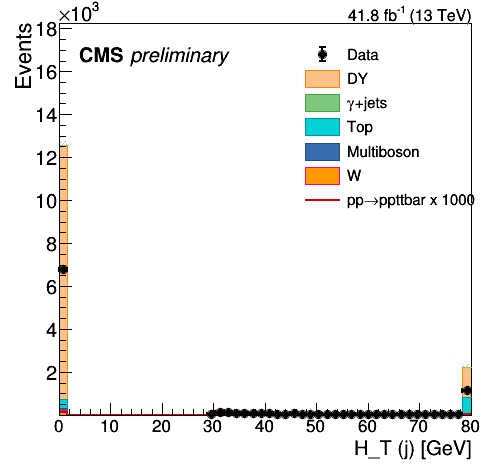 ×10³
41.8 fb⁻¹ (13 TeV)
Events
CMS preliminary
Data
DY
γ+jets
Top
Multiboson
W
pp→ppttbar x 1000
18
16
14
12
10
8
6
4
2
0 10 20 30 40 50 60 70 80
H_T (j) [GeV]